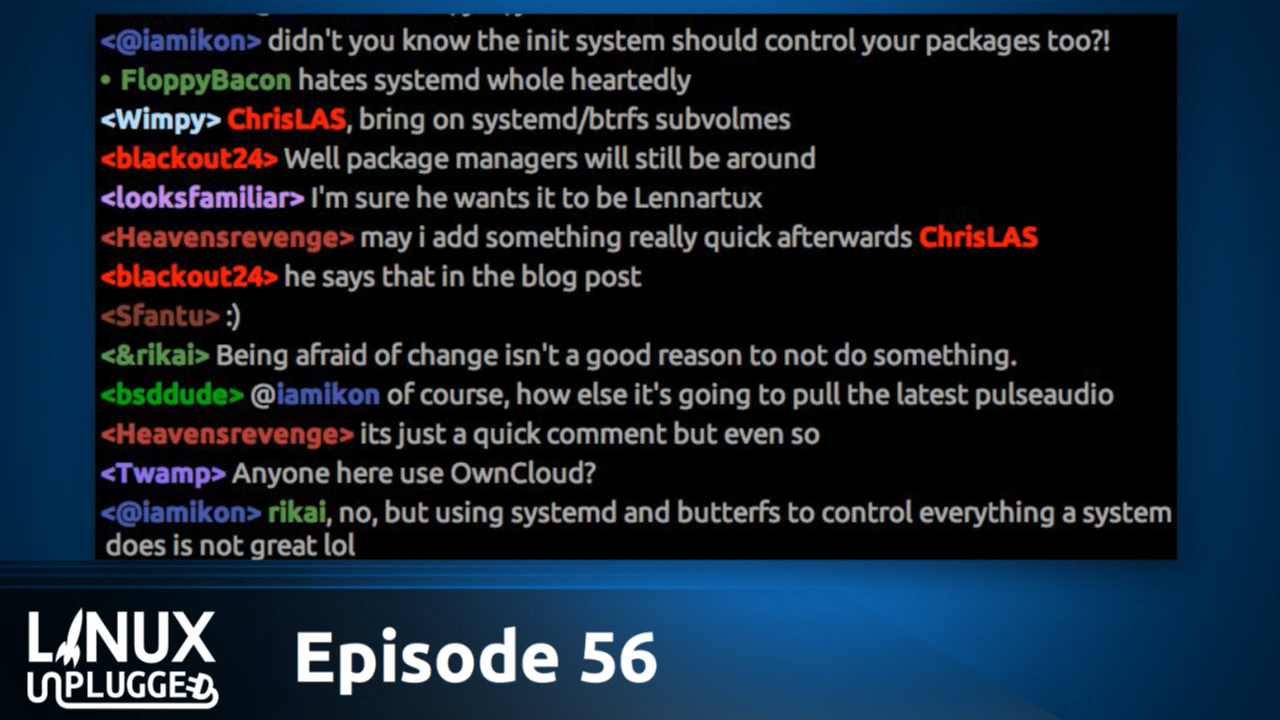 <@iamikon> didn't you know the init system should control your packages too?!
• FloppyBacon hates systemd whole heartedly
<Wimpy> ChrisLAS, bring on systemd/btrfs subvolmes
<blackout24> Well package managers will still be around
<looksfamiliar> I'm sure he wants it to be Lennartux
<Heavensrevenge> may i add something really quick afterwards ChrisLAS
<blackout24> he says that in the blog post
<Sfantu> :)
<&rikai> Being afraid of change isn't a good reason to not do something.
<bsddude> @iamikon of course, how else it's going to pull the latest pulseaudio
<Heavensrevenge> its just a quick comment but even so
<Twamp> Anyone here use OwnCloud?
<@iamikon> rikai, no, but using systemd and butterfs to control everything a system
does is not great lol
LINUX
UNPLUGGED
Episode 56